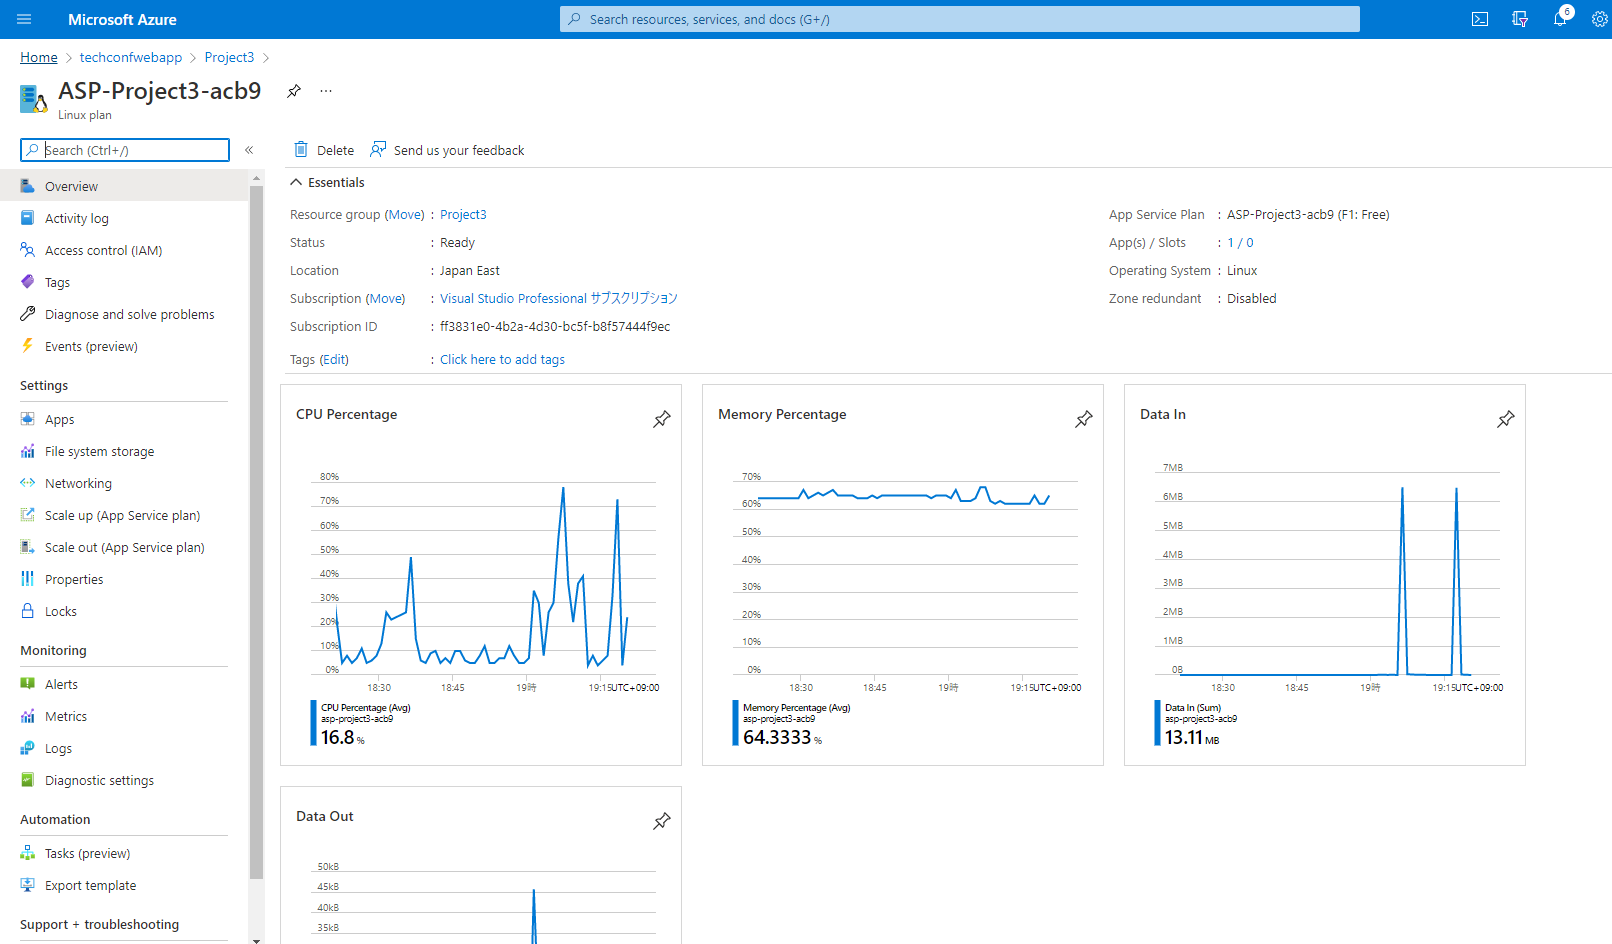 Microsoft Azure
Search resources, services, and docs (G+/)
6
Home > techconfwebapp > Project3 >
ASP-Project3-acb9
...
Linux plan
Search (Ctrl+/)
«
Overview
Activity log
Access control (IAM)
Tags
Diagnose and solve problems
Events (preview)
Settings
Apps
File system storage
Networking
Scale up (App Service plan)
Scale out (App Service plan)
Properties
Locks
Monitoring
Alerts
Metrics
Logs
Diagnostic settings
Automation
Tasks (preview)
Export template
Support + troubleshooting
Delete
Send us your feedback
Essentials
Resource group (Move) : Project3
Status : Ready
Location : Japan East
Subscription (Move) : Visual Studio Professional サブスクリプション
Subscription ID : ff3831e0-4b2a-4d30-bc5f-b8f57444f9ec
Tags (Edit) : Click here to add tags
App Service Plan : ASP-Project3-acb9 (F1: Free)
App(s) / Slots : 1 / 0
Operating System : Linux
Zone redundant : Disabled
CPU Percentage
80%
70%
60%
50%
40%
30%
20%
10%
0%
18:30 18:45 19時 19:15 UTC+09:00
CPU Percentage (Avg)
asp-project3-acb9
16.8 %
Memory Percentage
70%
60%
50%
40%
30%
20%
10%
0%
18:30 18:45 19時 19:15 UTC+09:00
Memory Percentage (Avg)
asp-project3-acb9
64.3333 %
Data In
7MB
6MB
5MB
4MB
3MB
2MB
1MB
0B
18:30 18:45 19時 19:15 UTC+09:00
Data In (Sum)
asp-project3-acb9
13.11 MB
Data Out
50kB
45kB
40kB
35kB